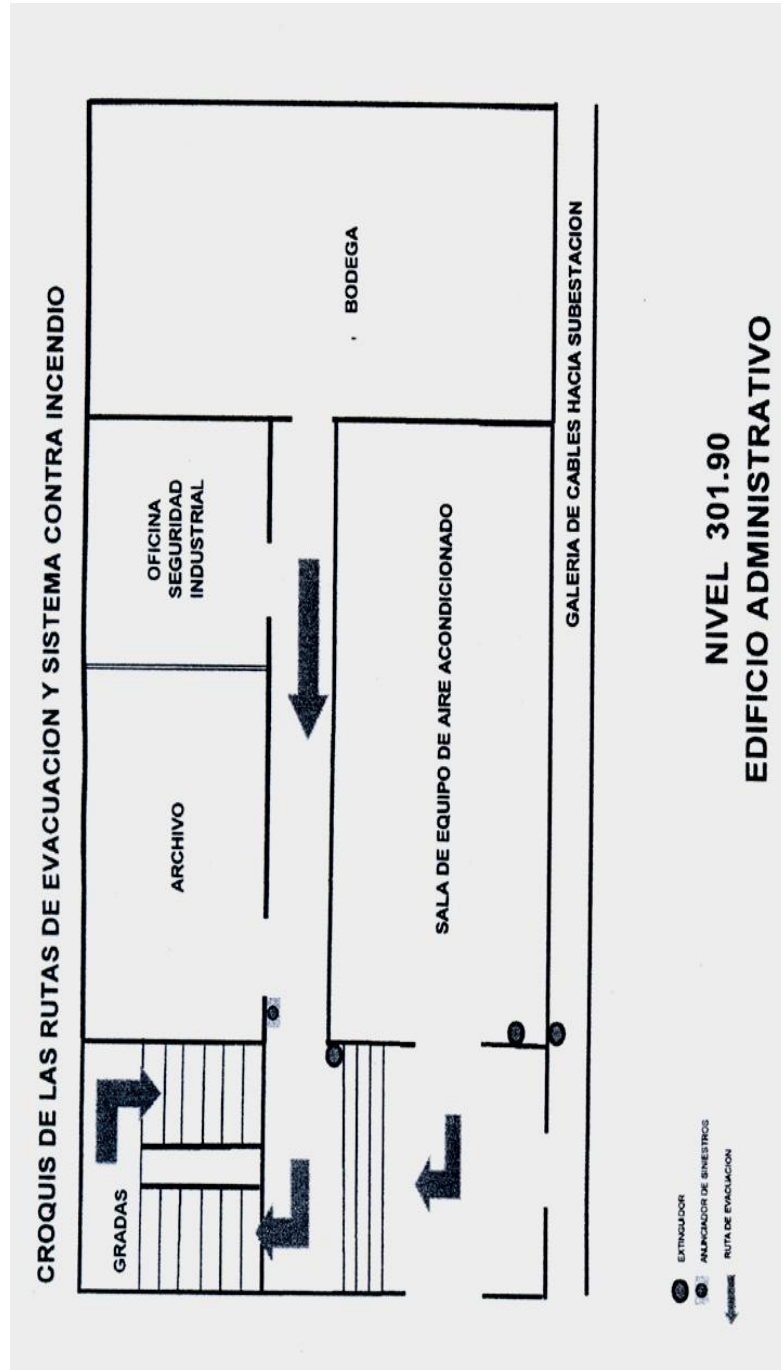 CROQUIS DE LAS RUTAS DE EVACUACION Y SISTEMA CONTRA INCENDIO
GRADAS
ARCHIVO
OFICINA
SEGURIDAD
INDUSTRIAL
BODEGA
SALA DE EQUIPO DE AIRE ACONDICIONADO
GALERIA DE CABLES HACIA SUBESTACION
EXTINGUIDOR
ANUNCIADOR DE SINIESTROS
RUTA DE EVACUACION
NIVEL 301.90
EDIFICIO ADMINISTRATIVO